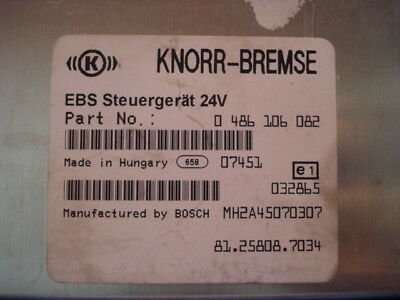 ((K)) KNORR-BREMSE
EBS Steuergerät 24V
Part No.: 0 486 106 082
Made in Hungary 658 07451
e1
032865
Manufactured by BOSCH MH2A45070307
81.25808.7034